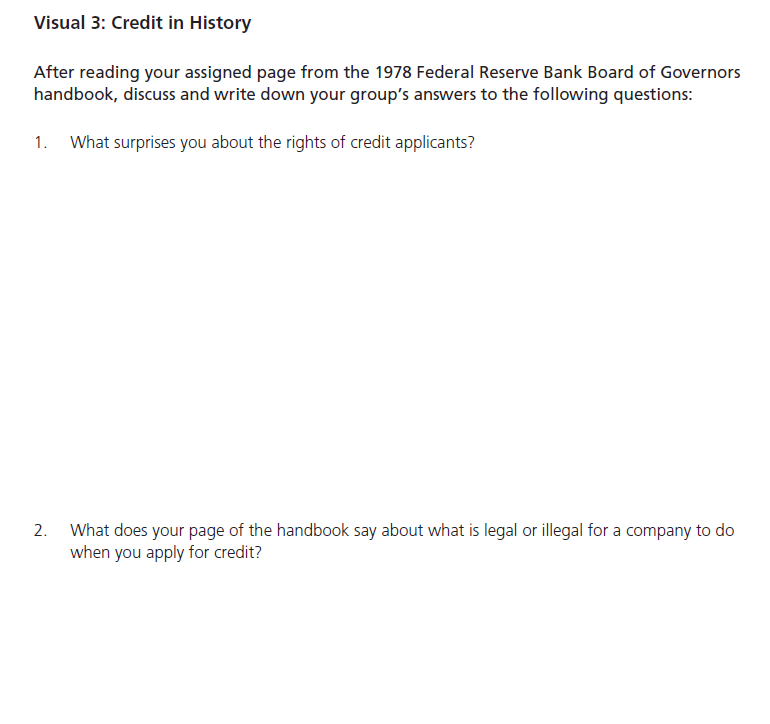 Visual 3: Credit in History
After reading your assigned page from the 1978 Federal Reserve Bank Board of Governors
handbook, discuss and write down your group’s answers to the following questions:
1. What surprises you about the rights of credit applicants?
2. What does your page of the handbook say about what is legal or illegal for a company to do
when you apply for credit?